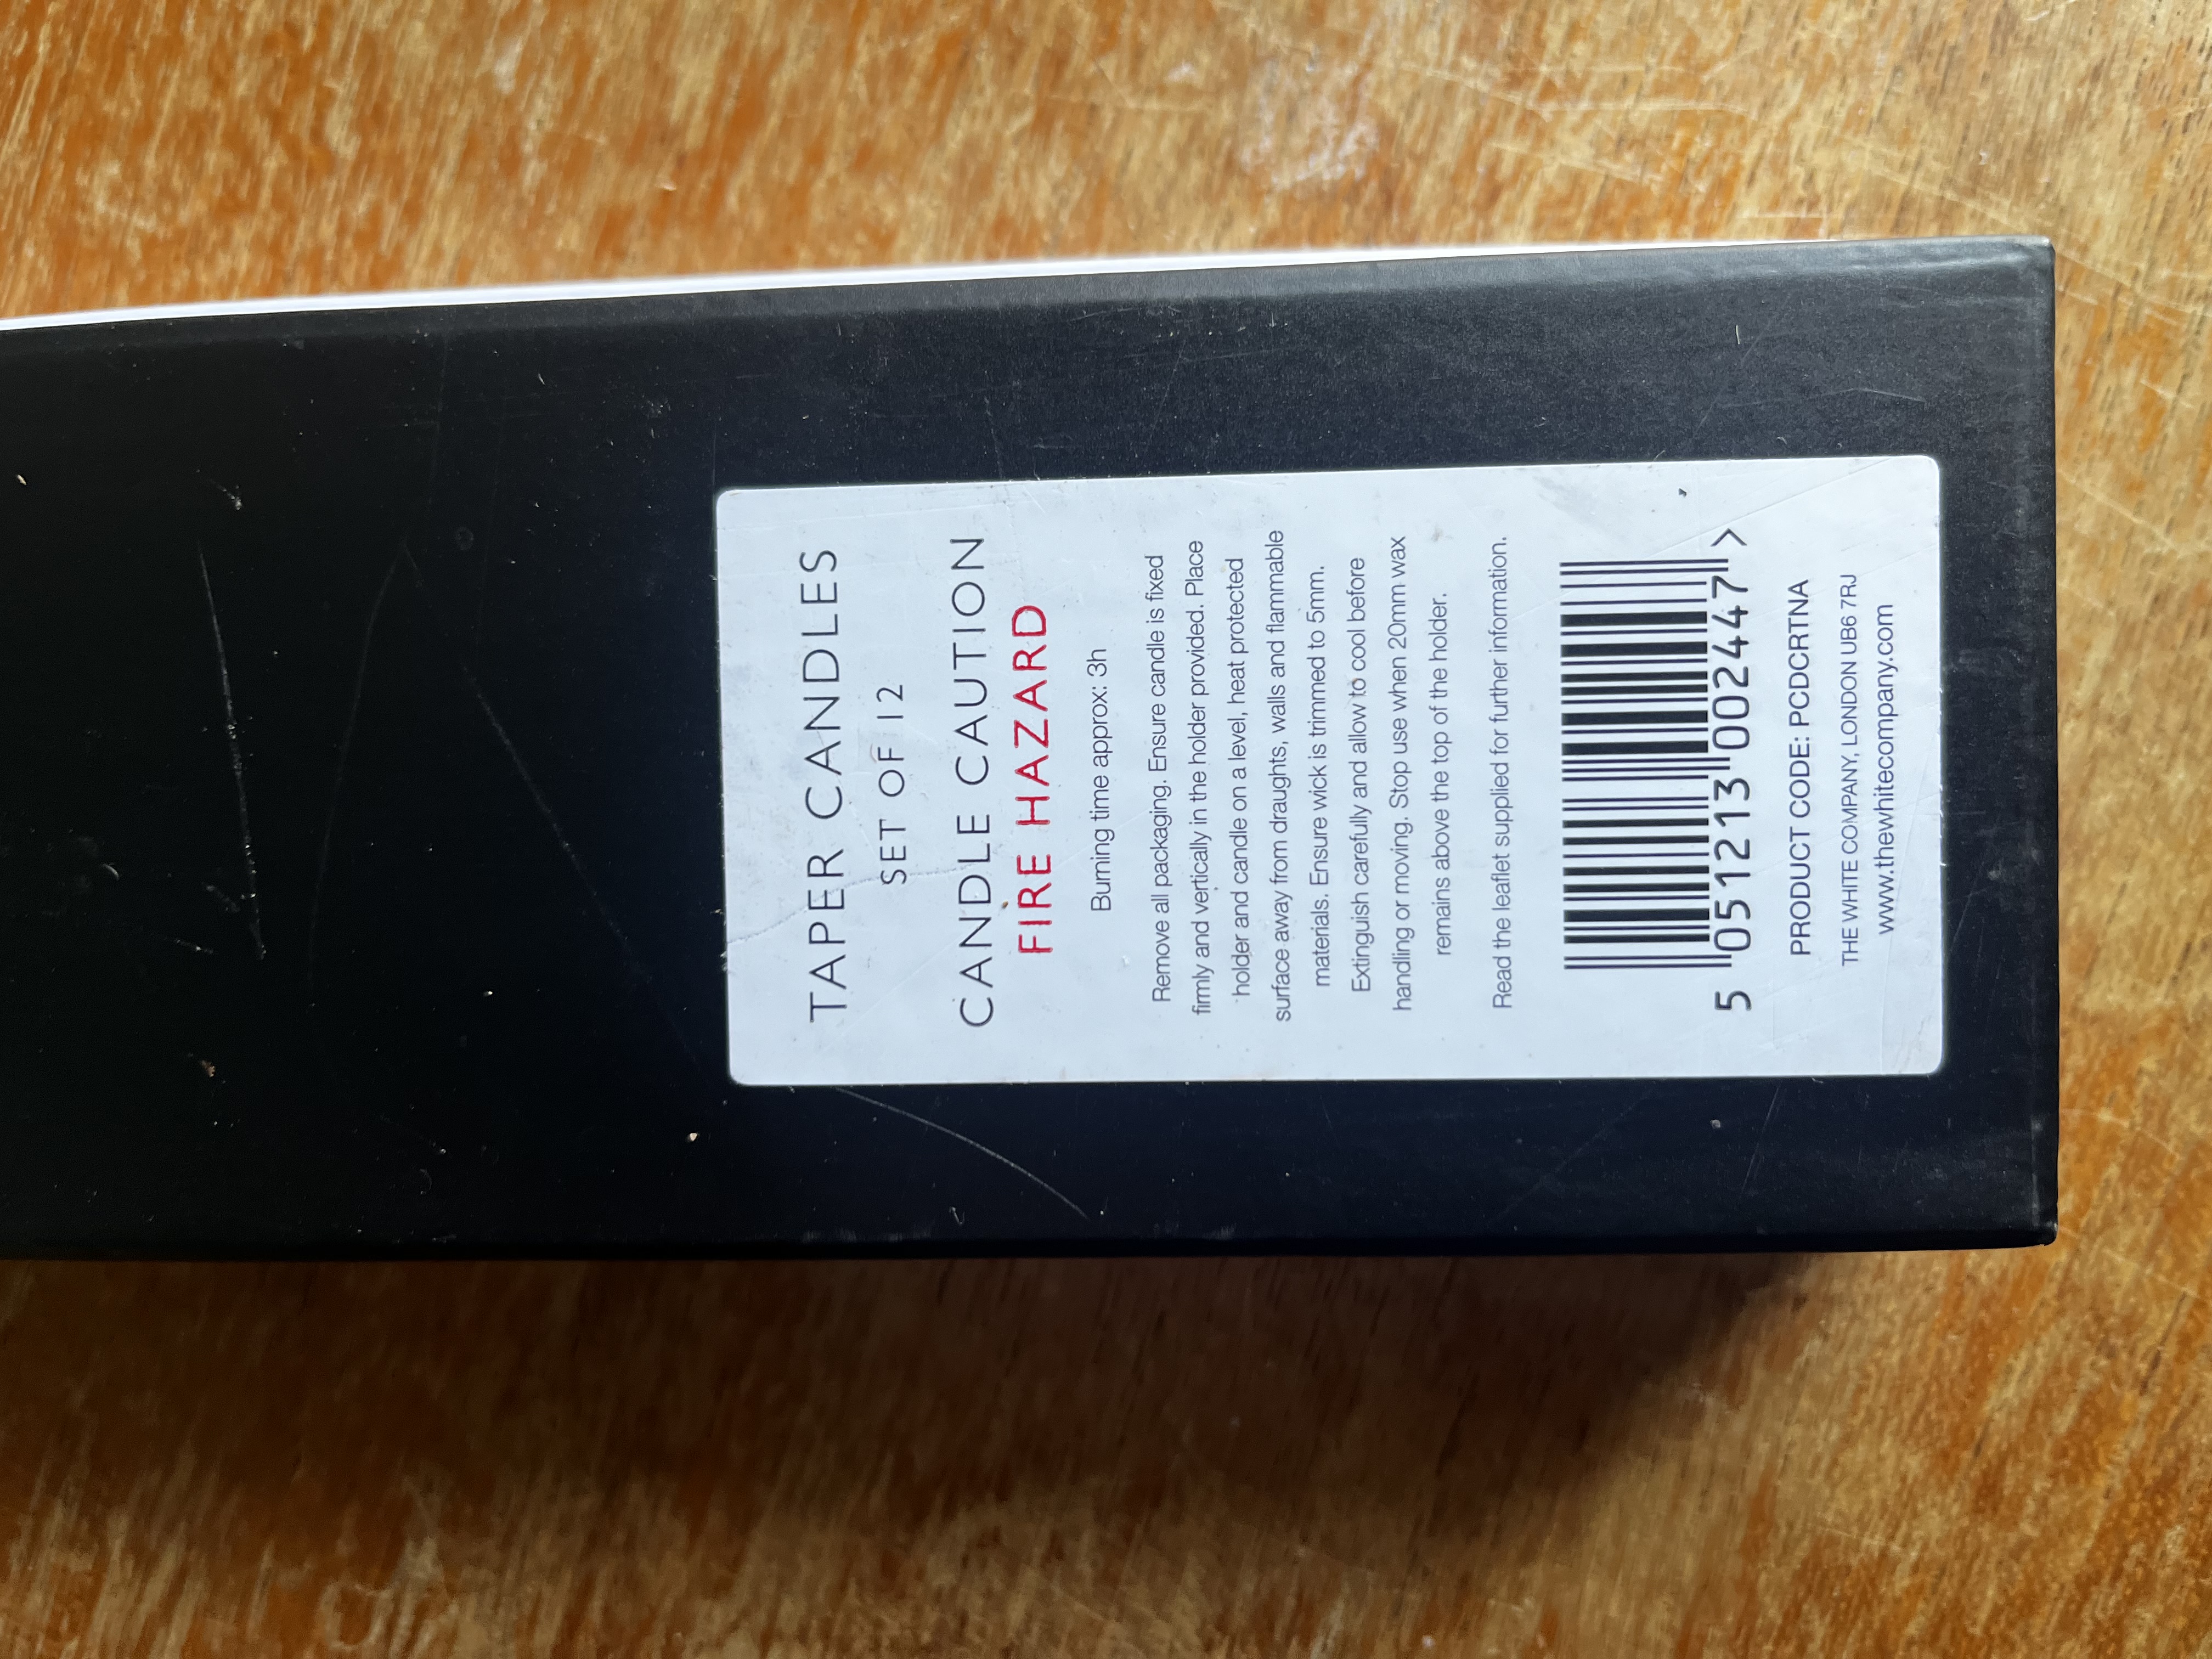 TAPER CANDLES
SET OF 12
CANDLE CAUTION
FIRE HAZARD
Burning time approx: 3h
Remove all packaging. Ensure candle is fixed
firmly and vertically in the holder provided. Place
holder and candle on a level, heat protected
surface away from draughts, walls and flammable
materials. Ensure wick is trimmed to 5mm.
Extinguish carefully and allow to cool before
handling or moving. Stop use when 20mm wax
remains above the top of the holder.
Read the leaflet supplied for further information.
5 051213 002447 >
PRODUCT CODE: PCDCRTNA
THE WHITE COMPANY, LONDON UB6 7RJ
www.thewhitecompany.com